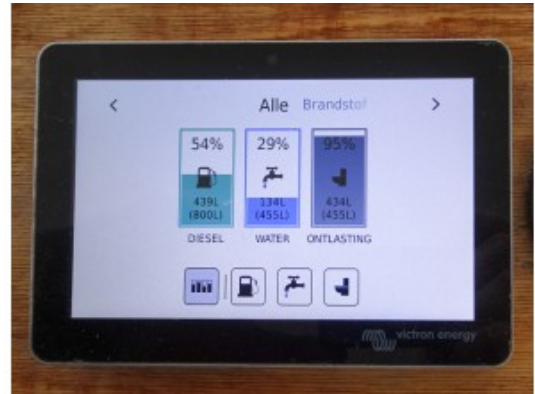 < Alle Brandstof >
54% 29% 95%
439L 134L 434L
(800L) (455L) (455L)
DIESEL WATER ONTLASTING
victron energy